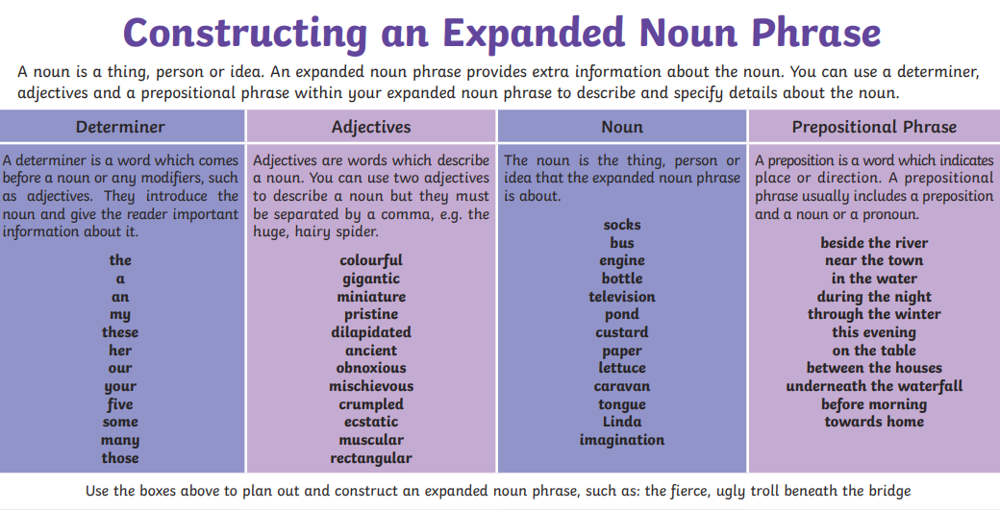 Constructing an Expanded Noun Phrase
A noun is a thing, person or idea. An expanded noun phrase provides extra information about the noun. You can use a determiner,
adjectives and a prepositional phrase within your expanded noun phrase to describe and specify details about the noun.
Determiner
A determiner is a word which comes
before a noun or any modifiers, such
as adjectives. They introduce the
noun and give the reader important
information about it.
the
a
an
my
these
her
our
your
five
some
many
those
Adjectives
Adjectives are words which describe
a noun. You can use two adjectives
to describe a noun but they must
be separated by a comma, e.g. the
huge, hairy spider.
colourful
gigantic
miniature
pristine
dilapidated
ancient
obnoxious
mischievous
crumpled
ecstatic
muscular
rectangular
Noun
The noun is the thing, person or
idea that the expanded noun phrase
is about.
socks
bus
engine
bottle
television
pond
custard
paper
lettuce
caravan
tongue
Linda
imagination
Prepositional Phrase
A preposition is a word which indicates
place or direction. A prepositional
phrase usually includes a preposition
and a noun or a pronoun.
beside the river
near the town
in the water
during the night
through the winter
this evening
on the table
between the houses
underneath the waterfall
before morning
towards home
Use the boxes above to plan out and construct an expanded noun phrase, such as: the fierce, ugly troll beneath the bridge